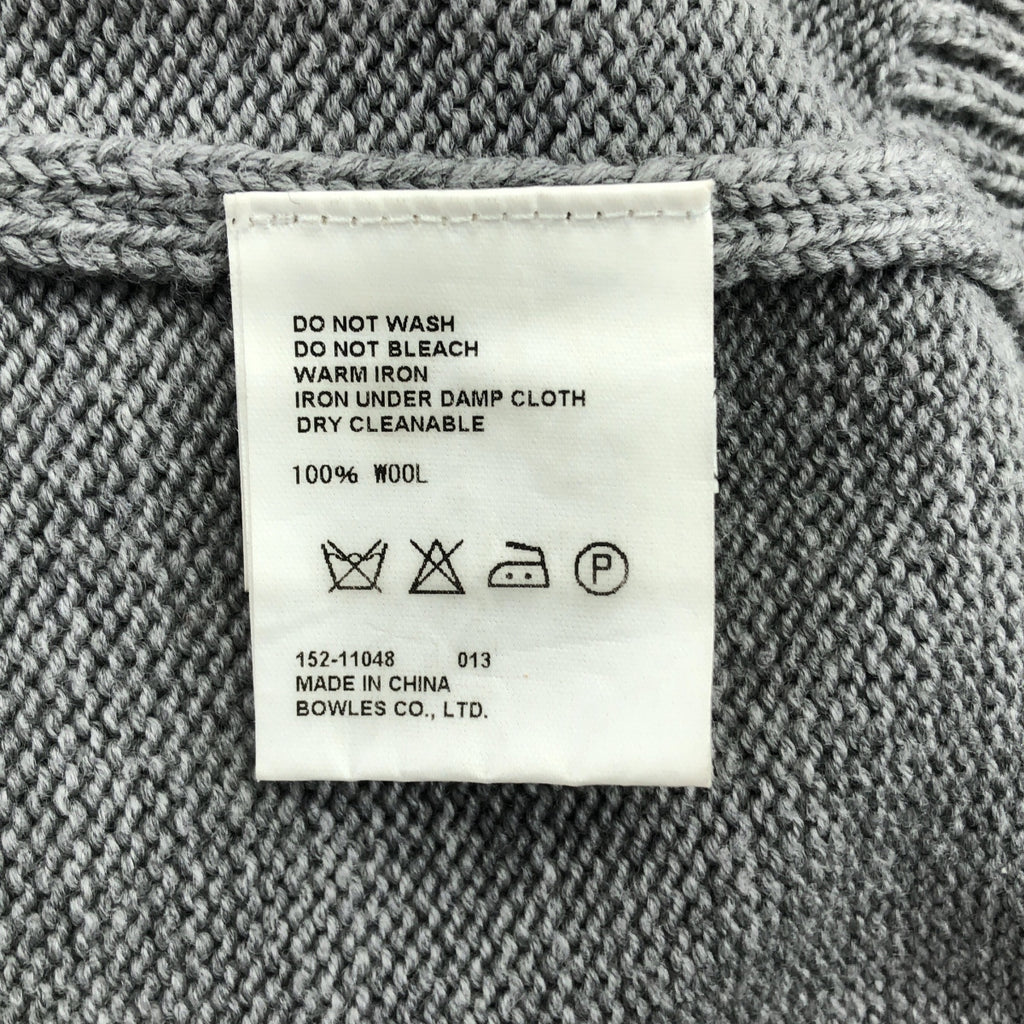 DO NOT WASH
DO NOT BLEACH
WARM IRON
IRON UNDER DAMP CLOTH
DRY CLEANABLE
100% WOOL
P
152-11048 013
MADE IN CHINA
BOWLES CO., LTD.